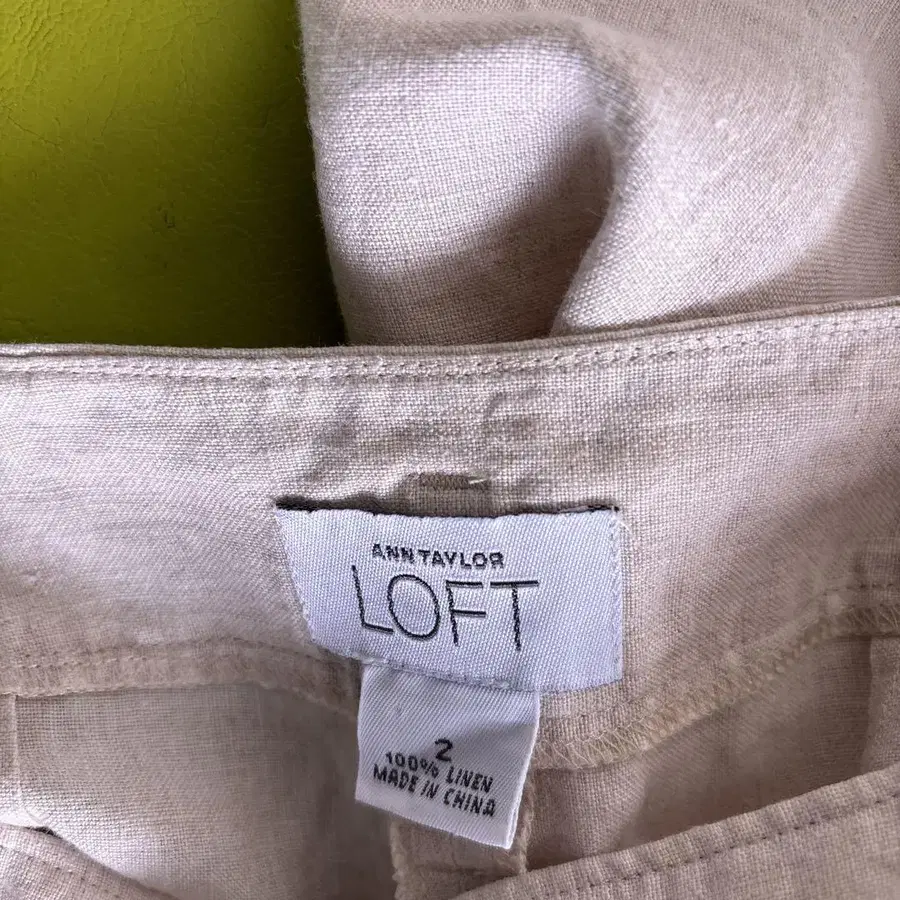 ANN TAYLOR
LOFT
2
100% LINEN
MADE IN CHINA